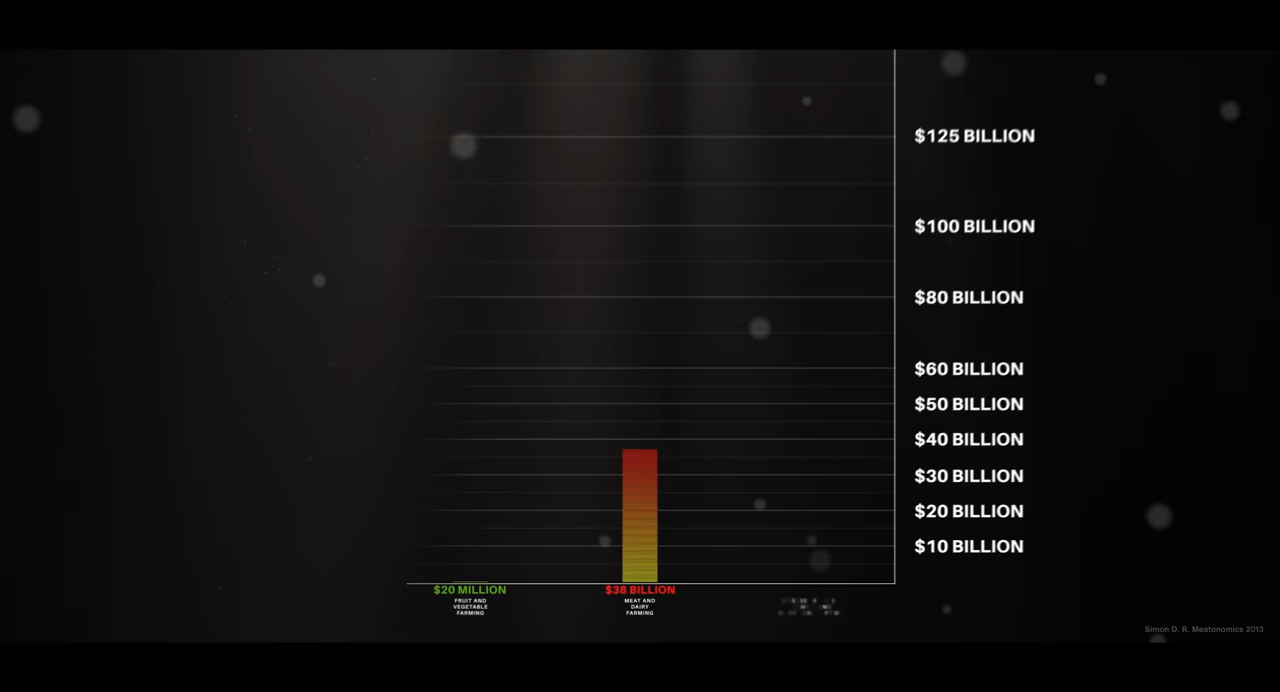 $125 BILLION
$100 BILLION
$80 BILLION
$60 BILLION
$50 BILLION
$40 BILLION
$30 BILLION
$20 BILLION
$10 BILLION
$20 MILLION
FRUIT AND
VEGETABLE
FARMING
$38 BILLION
MEAT AND
DAIRY
FARMING
Simon D. R. Meatonomics 2013